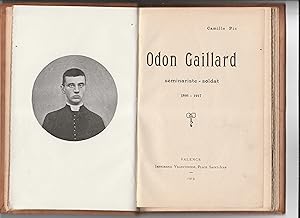 Camille Pic
Odon Gaillard
séminariste-soldat
1896 - 1917
VALENCE
Imprimerie Valentinoise, Place Saint-Jean
1919